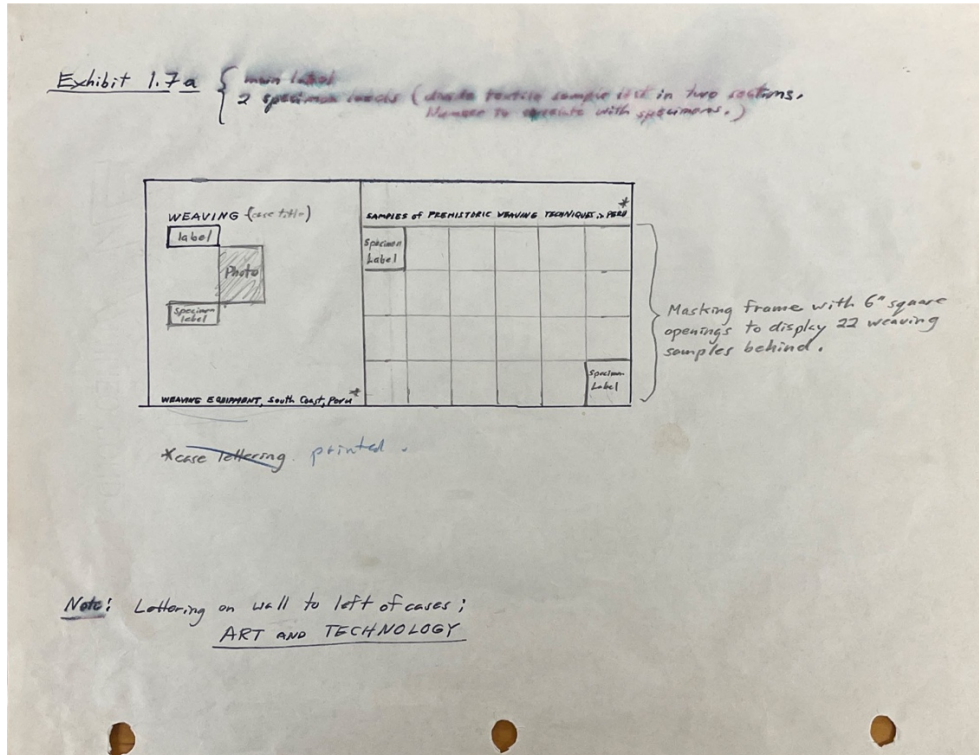 Exhibit 1.7a
main label
2 specimen labels (divide textile sample list in two sections.
Number to correlate with specimens.)
WEAVING (case title)
label
Photo
Specimen
label
WEAVING EQUIPMENT, South Coast, Peru *
*
SAMPLES of PREHISTORIC WEAVING TECHNIQUES, PERU
Specimen
Label
Specimen
Label
Masking frame with 6" square
openings to display 22 weaving
samples behind.
*case lettering. printed.
Note: Lettering on wall to left of cases;
ART AND TECHNOLOGY